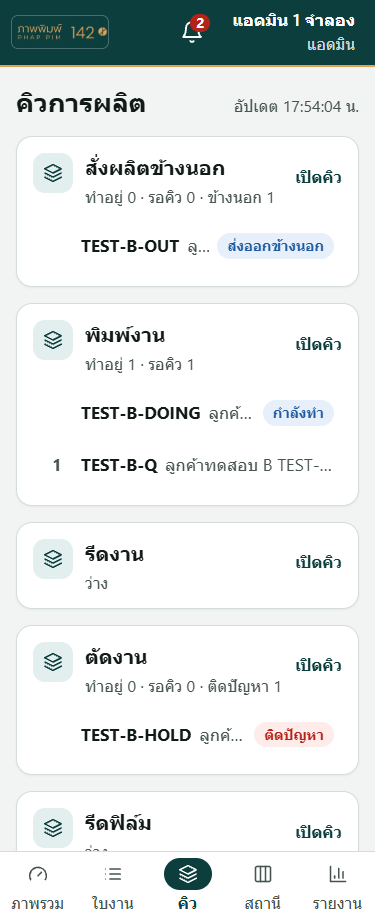 ภาพพิมพ์
PHAP PIM
142
2
แอดมิน 1 จำลอง
แอดมิน
คิวการผลิต
อัปเดต 17:54:04 น.
สั่งผลิตข้างนอก
เปิดคิว
ทำอยู่ 0 · รอคิว 0 · ข้างนอก 1
TEST-B-OUT ลู... ส่งออกข้างนอก
พิมพ์งาน
เปิดคิว
ทำอยู่ 1 · รอคิว 1
TEST-B-DOING ลูกค้... กำลังทำ
1 TEST-B-Q ลูกค้าทดสอบ B TEST-...
รีดงาน
เปิดคิว
ว่าง
ตัดงาน
เปิดคิว
ทำอยู่ 0 · รอคิว 0 · ติดปัญหา 1
TEST-B-HOLD ลูกค้... ติดปัญหา
รีดฟิล์ม
เปิดคิว
ภาพรวม ใบงาน คิว สถานี รายงาน